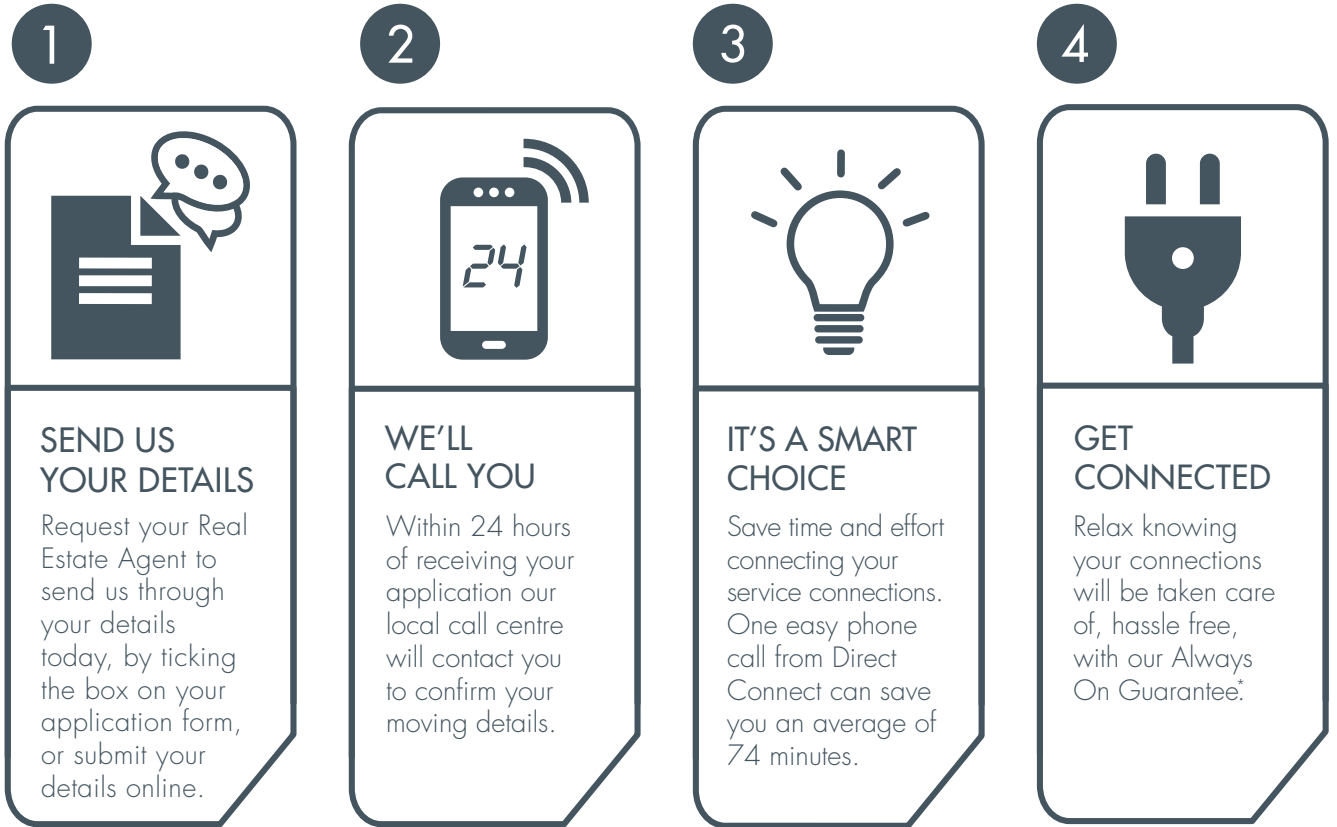 1
SEND US
YOUR DETAILS
Request your Real
Estate Agent to
send us through
your details
today, by ticking
the box on your
application form,
or submit your
details online.
2
24
WE'LL
CALL YOU
Within 24 hours
of receiving your
application our
local call centre
will contact you
to confirm your
moving details.
3
IT'S A SMART
CHOICE
Save time and effort
connecting your
service connections.
One easy phone
call from Direct
Connect can save
you an average of
74 minutes.
4
GET
CONNECTED
Relax knowing
your connections
will be taken care
of, hassle free,
with our Always
On Guarantee.*